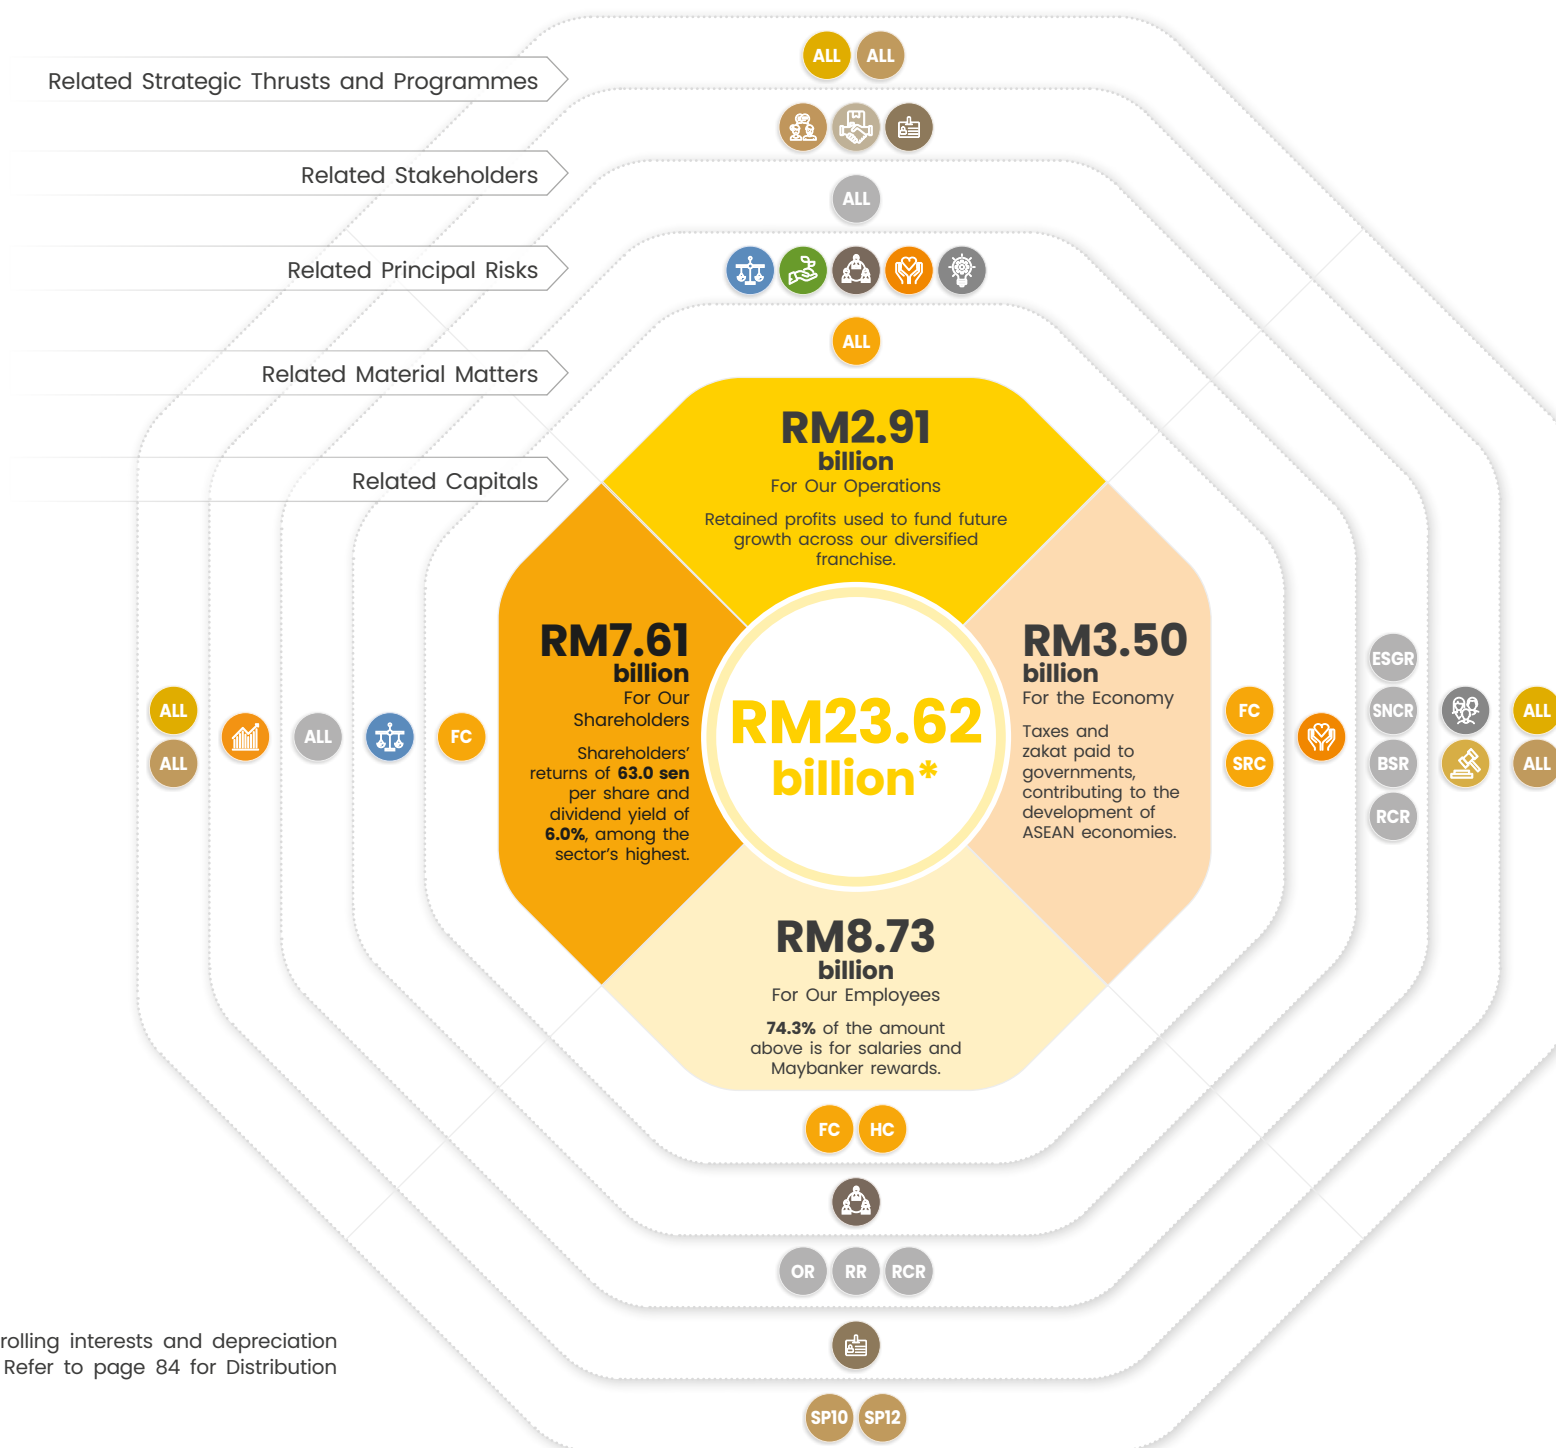 ALL ALL
Related Strategic Thrusts and Programmes
Related Stakeholders
ALL
Related Principal Risks
ALL
Related Material Matters
Related Capitals
RM2.91
billion
For Our Operations
Retained profits used to fund future
growth across our diversified
franchise.
RM7.61
billion
For Our
Shareholders
Shareholders'
returns of 63.0 sen
per share and
dividend yield of
6.0%, among the
sector's highest.
RM23.62
billion*
RM3.50
billion
For the Economy
Taxes and
zakat paid to
governments,
contributing to the
development of
ASEAN economies.
ALL
ALL
ALL
FC
FC
SRC
ESGR
SNCR
BSR
RCR
ALL
ALL
RM8.73
billion
For Our Employees
74.3% of the amount
above is for salaries and
Maybanker rewards.
FC HC
OR RR RCR
rolling interests and depreciation
Refer to page 84 for Distribution
SP10 SP12